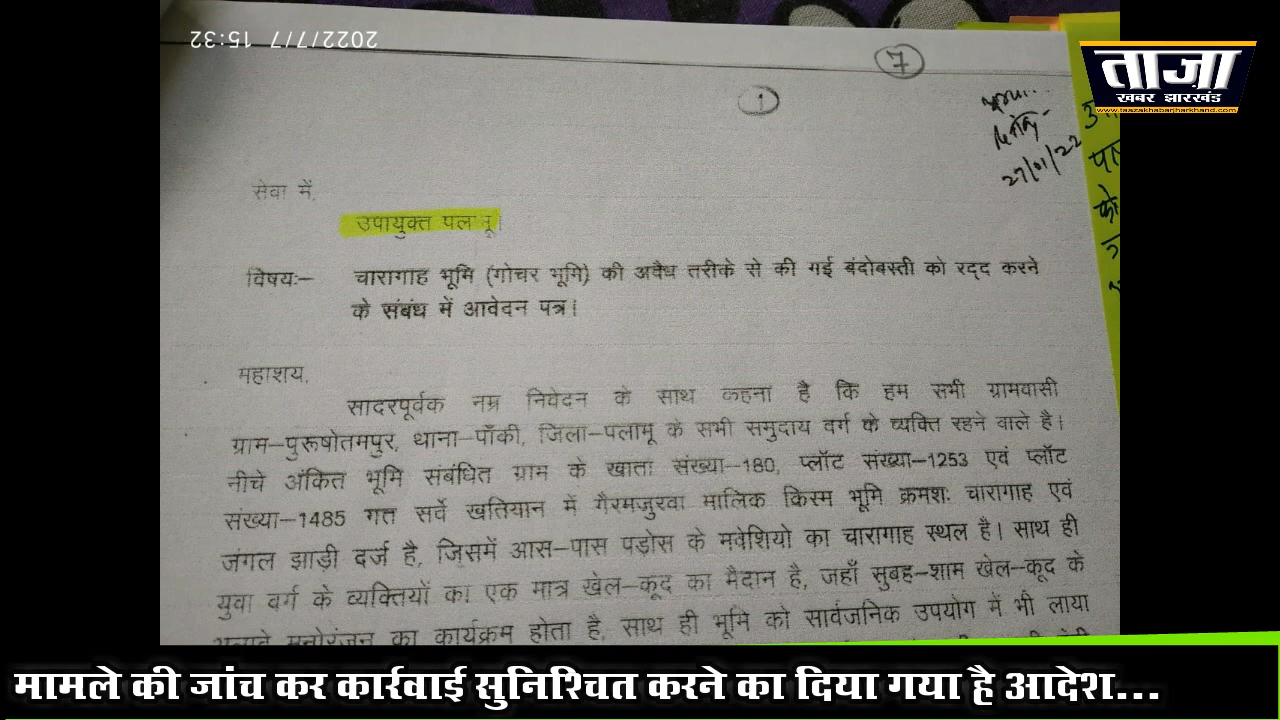 2022/7/7 15:32
7
1
ताज़ा
खबर झारखंड
www.taazakhabarjharkhand.com
27/01/22
सेवा में,
उपायुक्त पलामू।
विषय:– चारागाह भूमि (गोचर भूमि) की अवैध तरीके से की गई बंदोबस्ती को रद्द करने
के संबंध में आवेदन पत्र।
महाशय,
सादरपूर्वक नम्र निवेदन के साथ कहना है कि हम सभी ग्रामवासी
ग्राम–पुरूषोतमपुर, थाना–पाँकी, जिला–पलामू के सभी समुदाय वर्ग के व्यक्ति रहने वाले है।
नीचे अंकित भूमि संबंधित ग्राम के खाता संख्या–180, प्लॉट संख्या–1253 एवं प्लॉट
संख्या–1485 गत सर्वे खतियान में गैरमजुरवा मालिक किस्म भूमि क्रमशः चारागाह एवं
जंगल झाड़ी दर्ज है, जिसमें आस–पास पड़ोस के मवेशियो का चारागाह स्थल है। साथ ही
युवा वर्ग के व्यक्तियों का एक मात्र खेल–कूद का मैदान है, जहाँ सुबह–शाम खेल–कूद के
मनोरंजन का कार्यक्रम होता है, साथ ही भूमि को सार्वजनिक उपयोग में भी लाया
मामले की जांच कर कार्रवाई सुनिश्चित करने का दिया गया है आदेश...